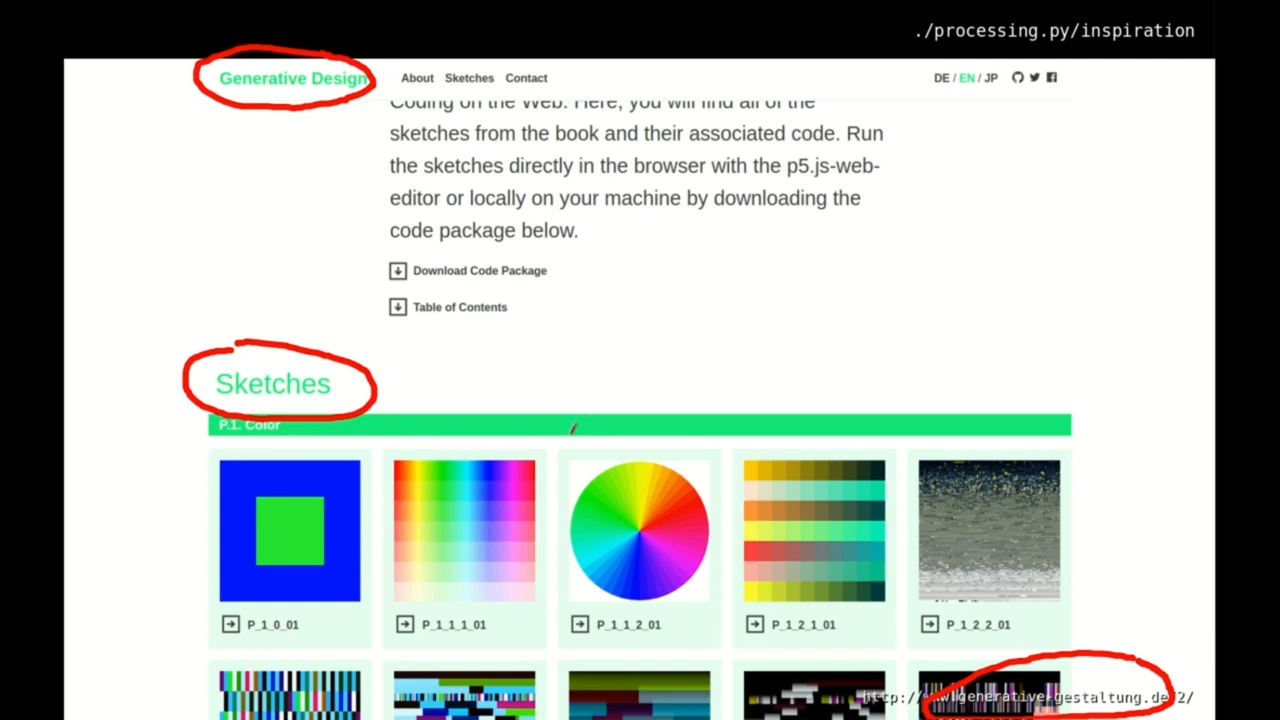 ./processing.py/inspiration
Generative Design About Sketches Contact DE / EN / JP
Coding on the Web. Here, you will find all of the
sketches from the book and their associated code. Run
the sketches directly in the browser with the p5.js-web-
editor or locally on your machine by downloading the
code package below.
Download Code Package
Table of Contents
Sketches
P.1. Color
P_1_0_01 P_1_1_1_01 P_1_1_2_01 P_1_2_1_01 P_1_2_2_01
http://www.generative-gestaltung.de/2/